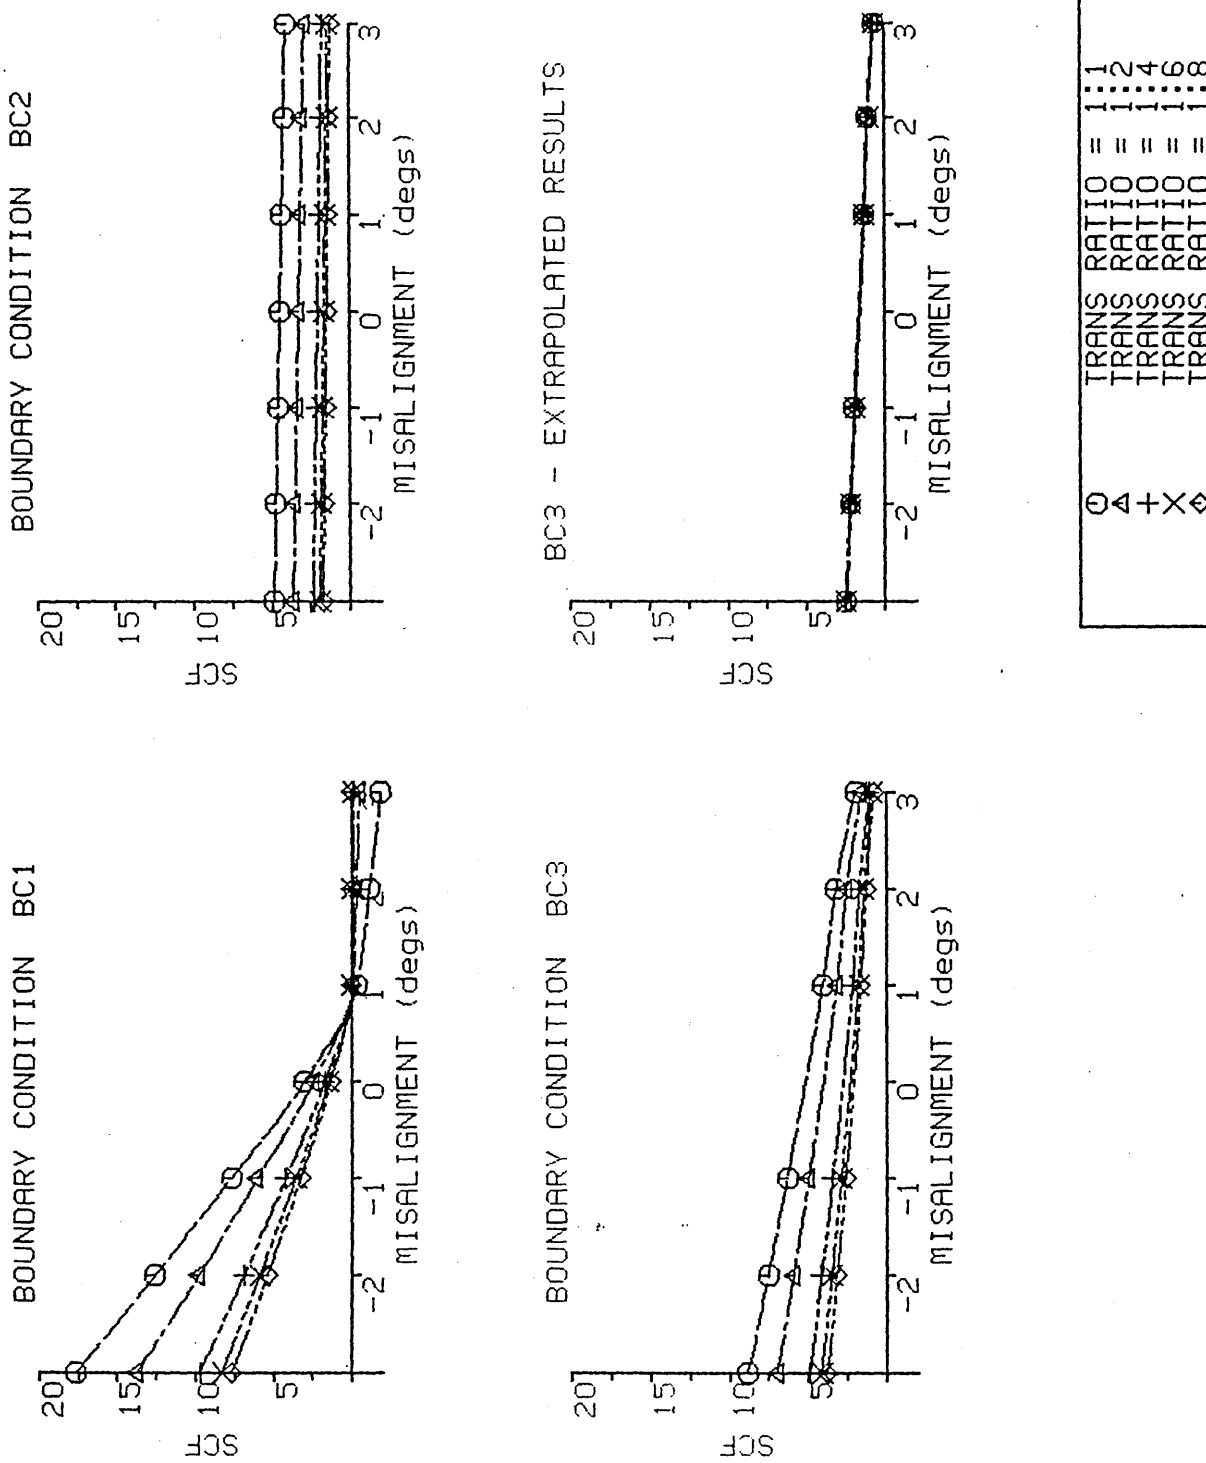 BOUNDARY CONDITION BC1
20
15
10
5
SCF
-2
-1
0
1
2
3
MISALIGNMENT (degs)
BOUNDARY CONDITION BC2
20
15
10
5
SCF
-2
-1
0
1
2
3
MISALIGNMENT (degs)
BOUNDARY CONDITION BC3
20
15
10
5
SCF
-2
-1
0
1
2
3
MISALIGNMENT (degs)
BC3 - EXTRAPOLATED RESULTS
20
15
10
5
SCF
-2
-1
0
1
2
3
MISALIGNMENT (degs)
TRANS RATIO = 1:1
TRANS RATIO = 1:2
TRANS RATIO = 1:4
TRANS RATIO = 1:6
TRANS RATIO = 1:8